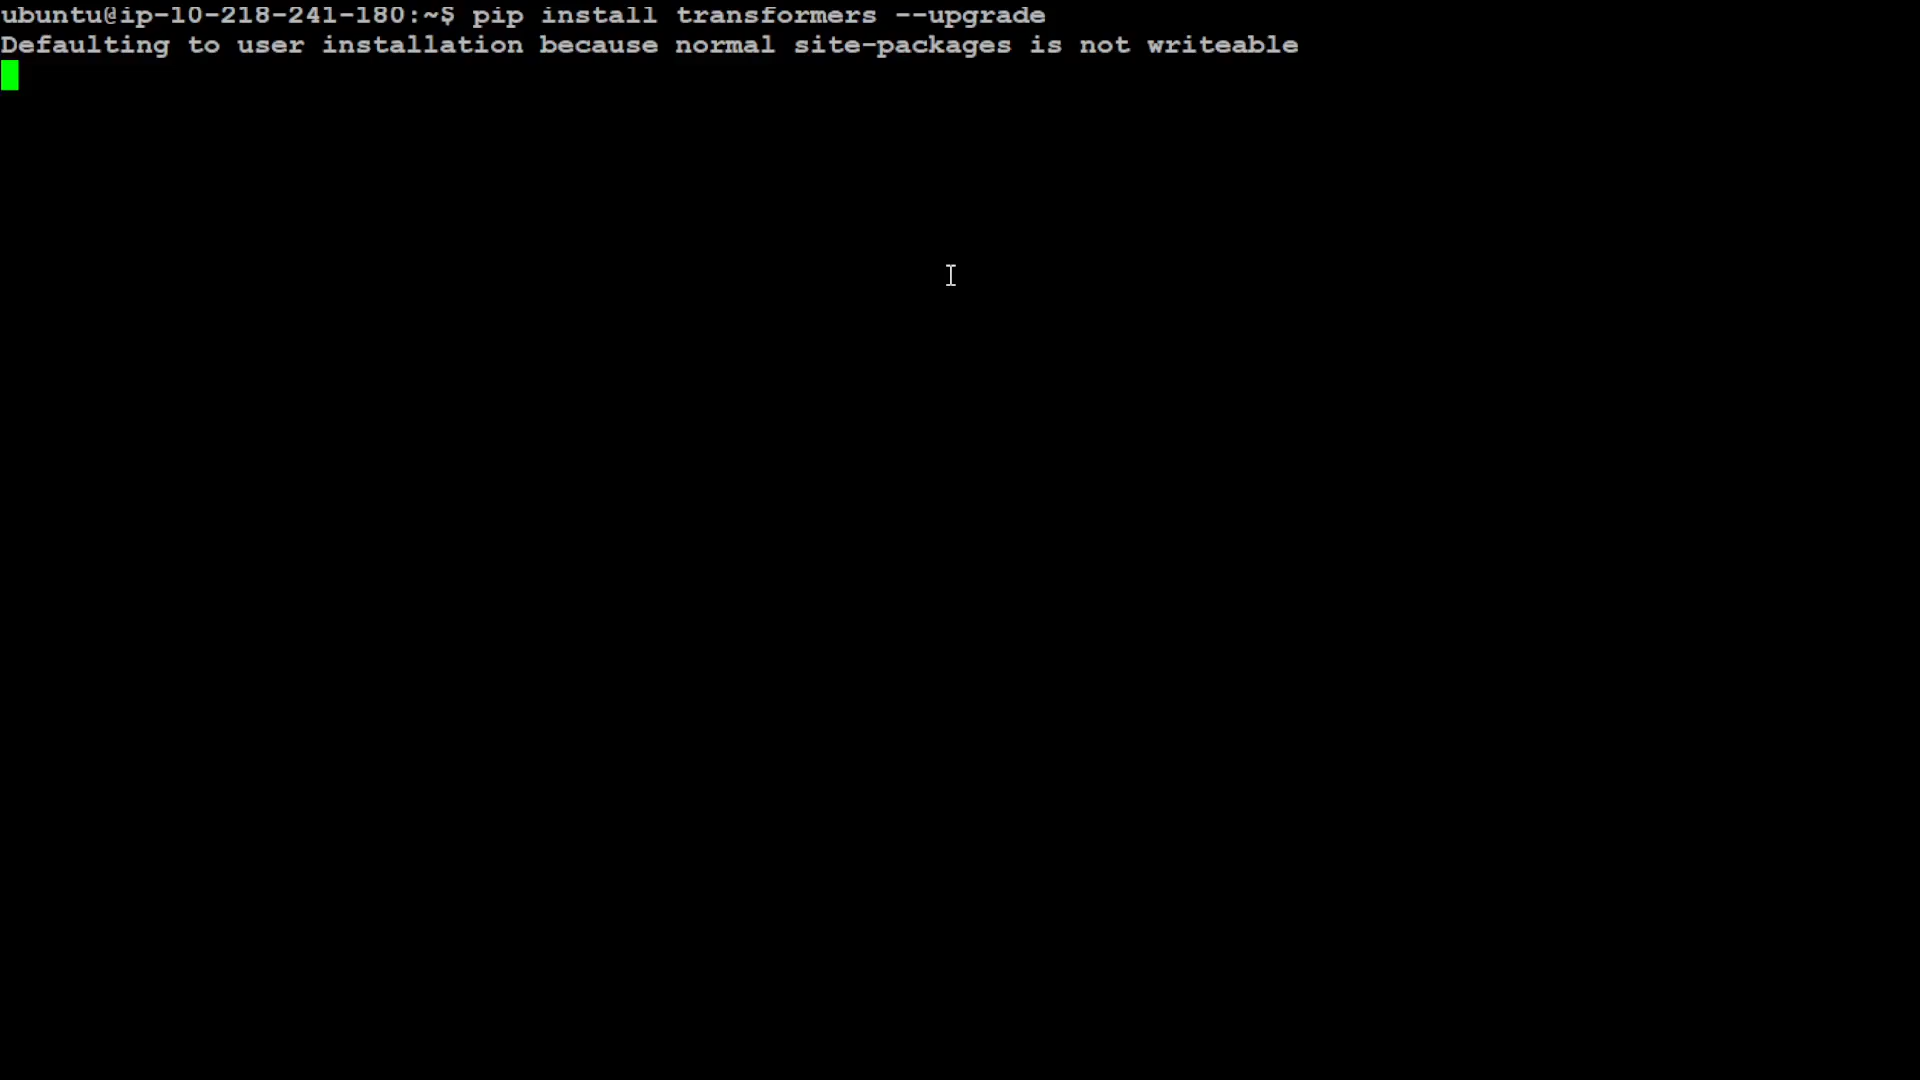 ubuntu@ip-10-218-241-180:~$ pip install transformers --upgrade
Defaulting to user installation because normal site-packages is not writeable